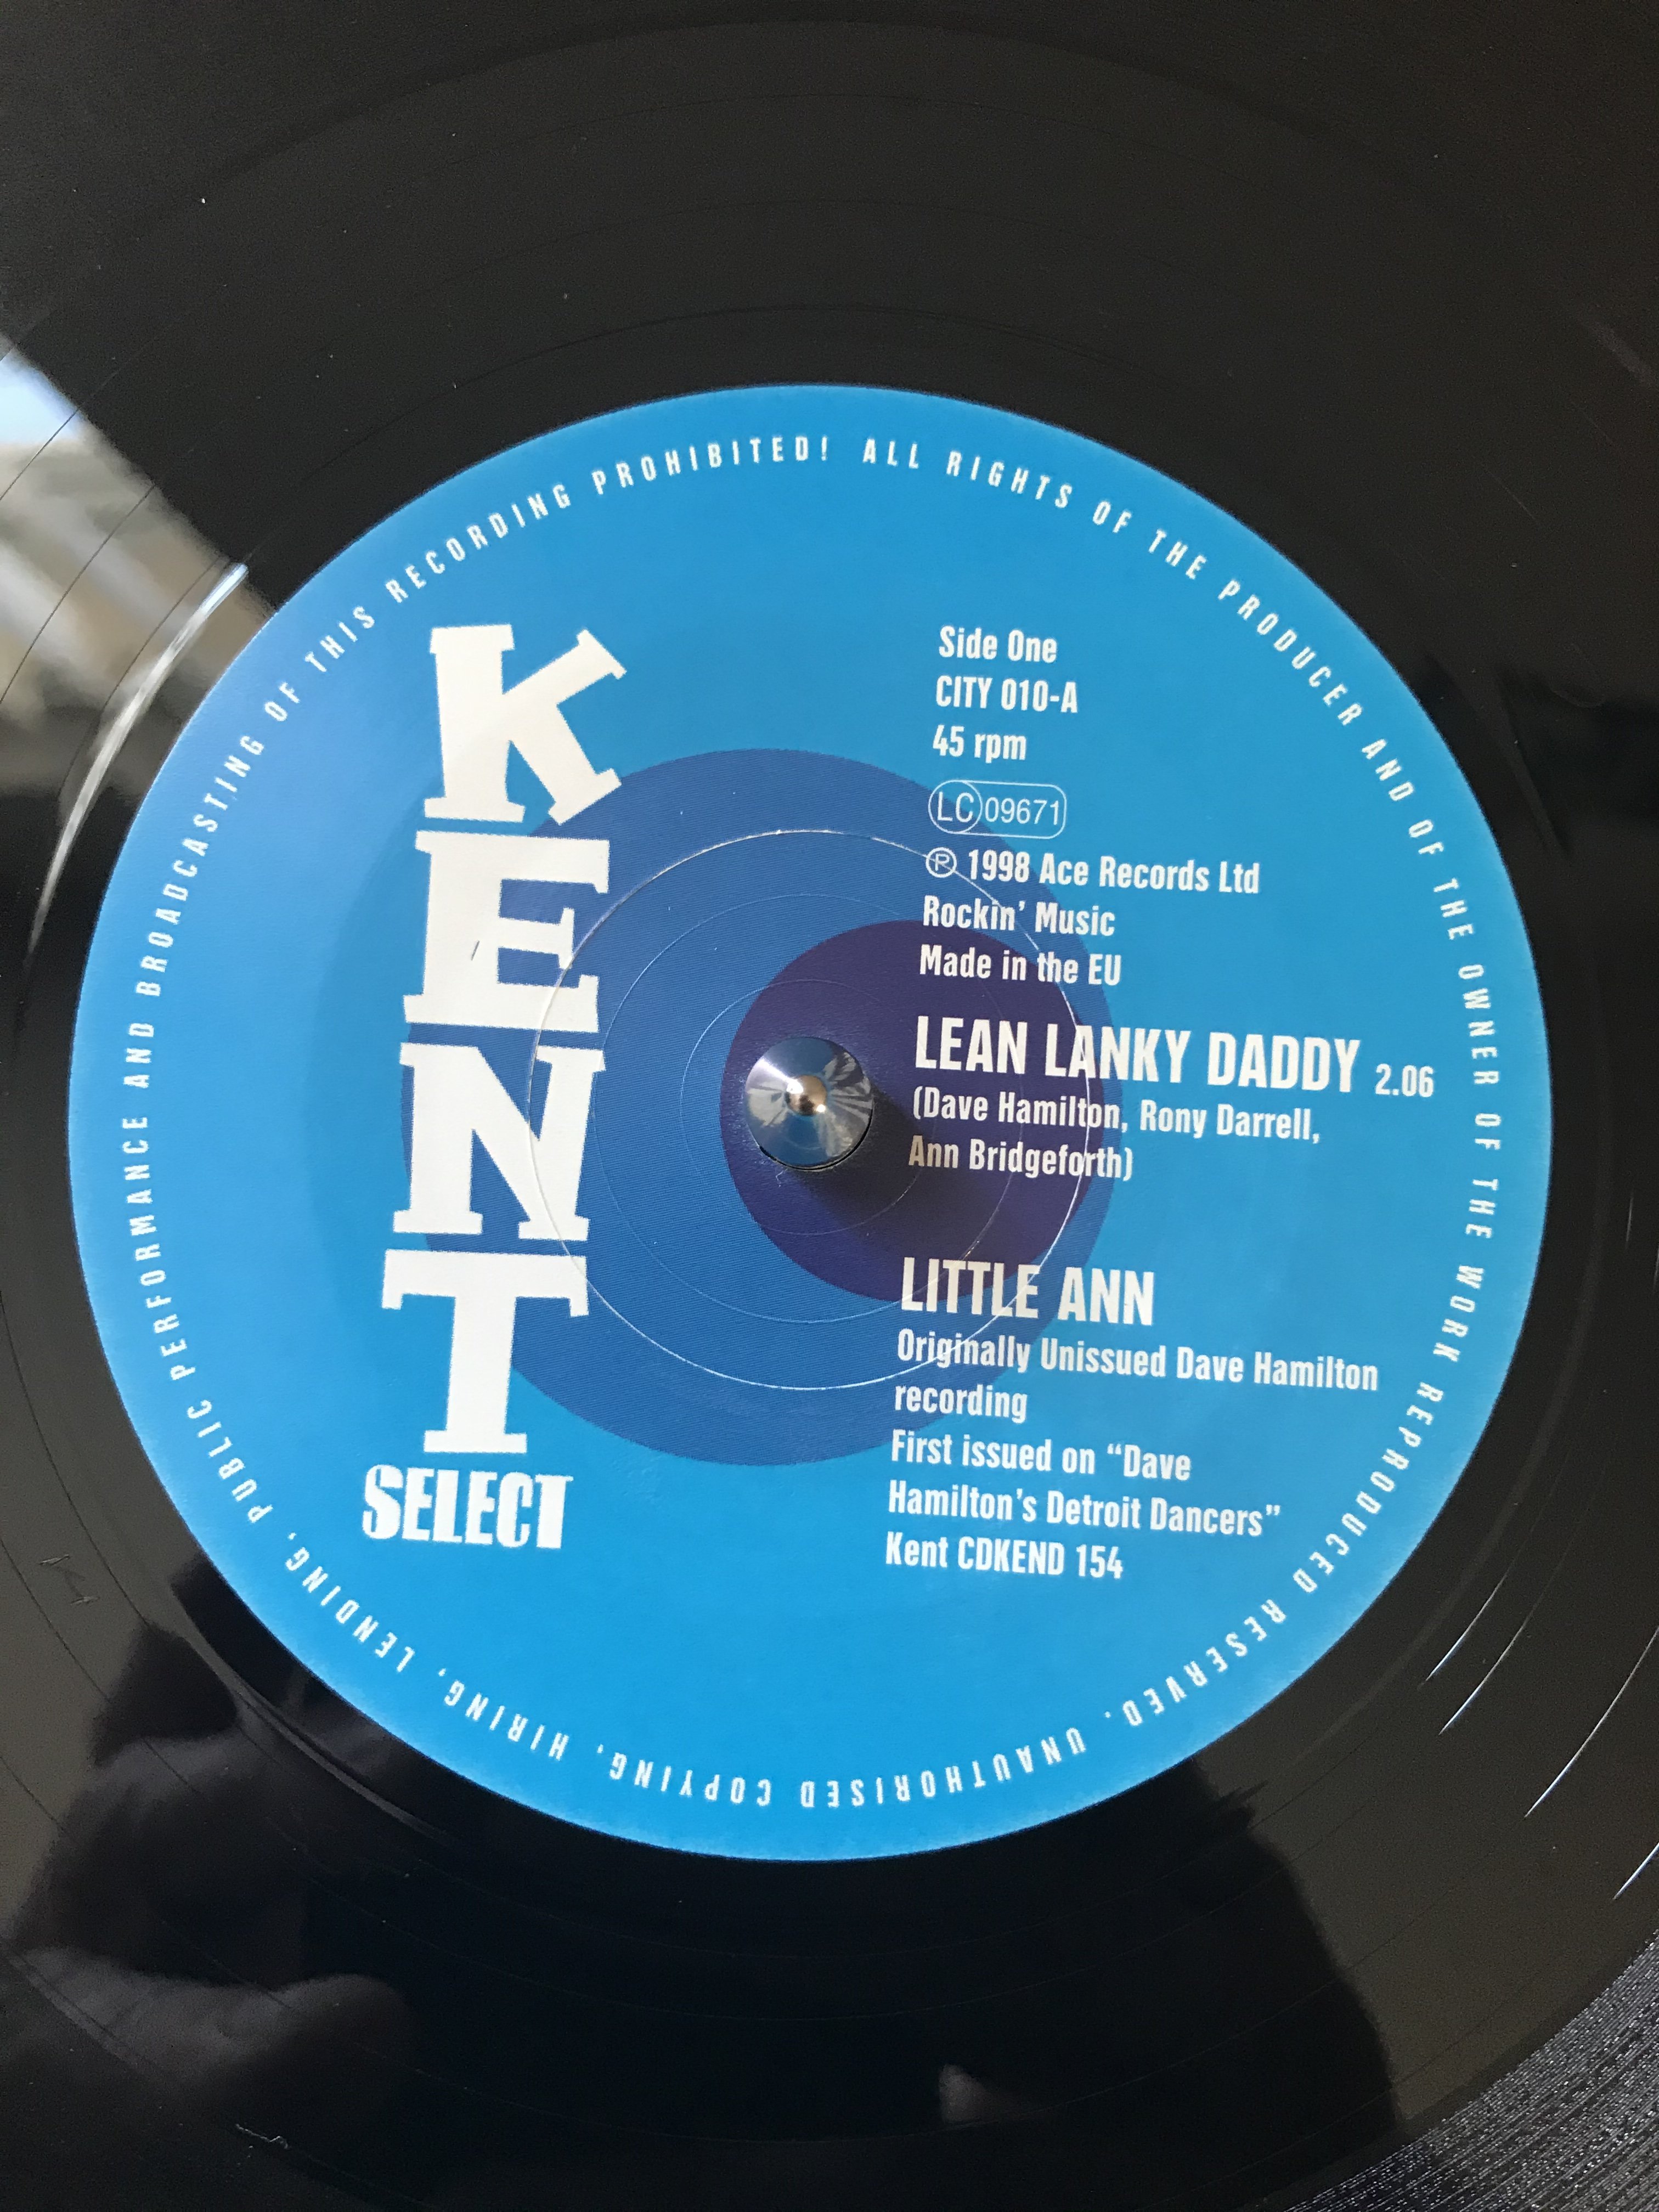 KENT
SELECT
Side One
CITY 010-A
45 rpm
LC 09671
℗ 1998 Ace Records Ltd
Rockin' Music
Made in the EU
LEAN LANKY DADDY 2.06
(Dave Hamilton, Rony Darrell,
Ann Bridgeforth)
LITTLE ANN
Originally Unissued Dave Hamilton
recording
First issued on “Dave
Hamilton's Detroit Dancers”
Kent CDKEND 154
ALL RIGHTS OF THE PRODUCER AND OF THE OWNER OF THE WORK REPRODUCED RESERVED. UNAUTHORISED COPYING, HIRING, LENDING, PUBLIC PERFORMANCE AND BROADCASTING OF THIS RECORDING PROHIBITED!